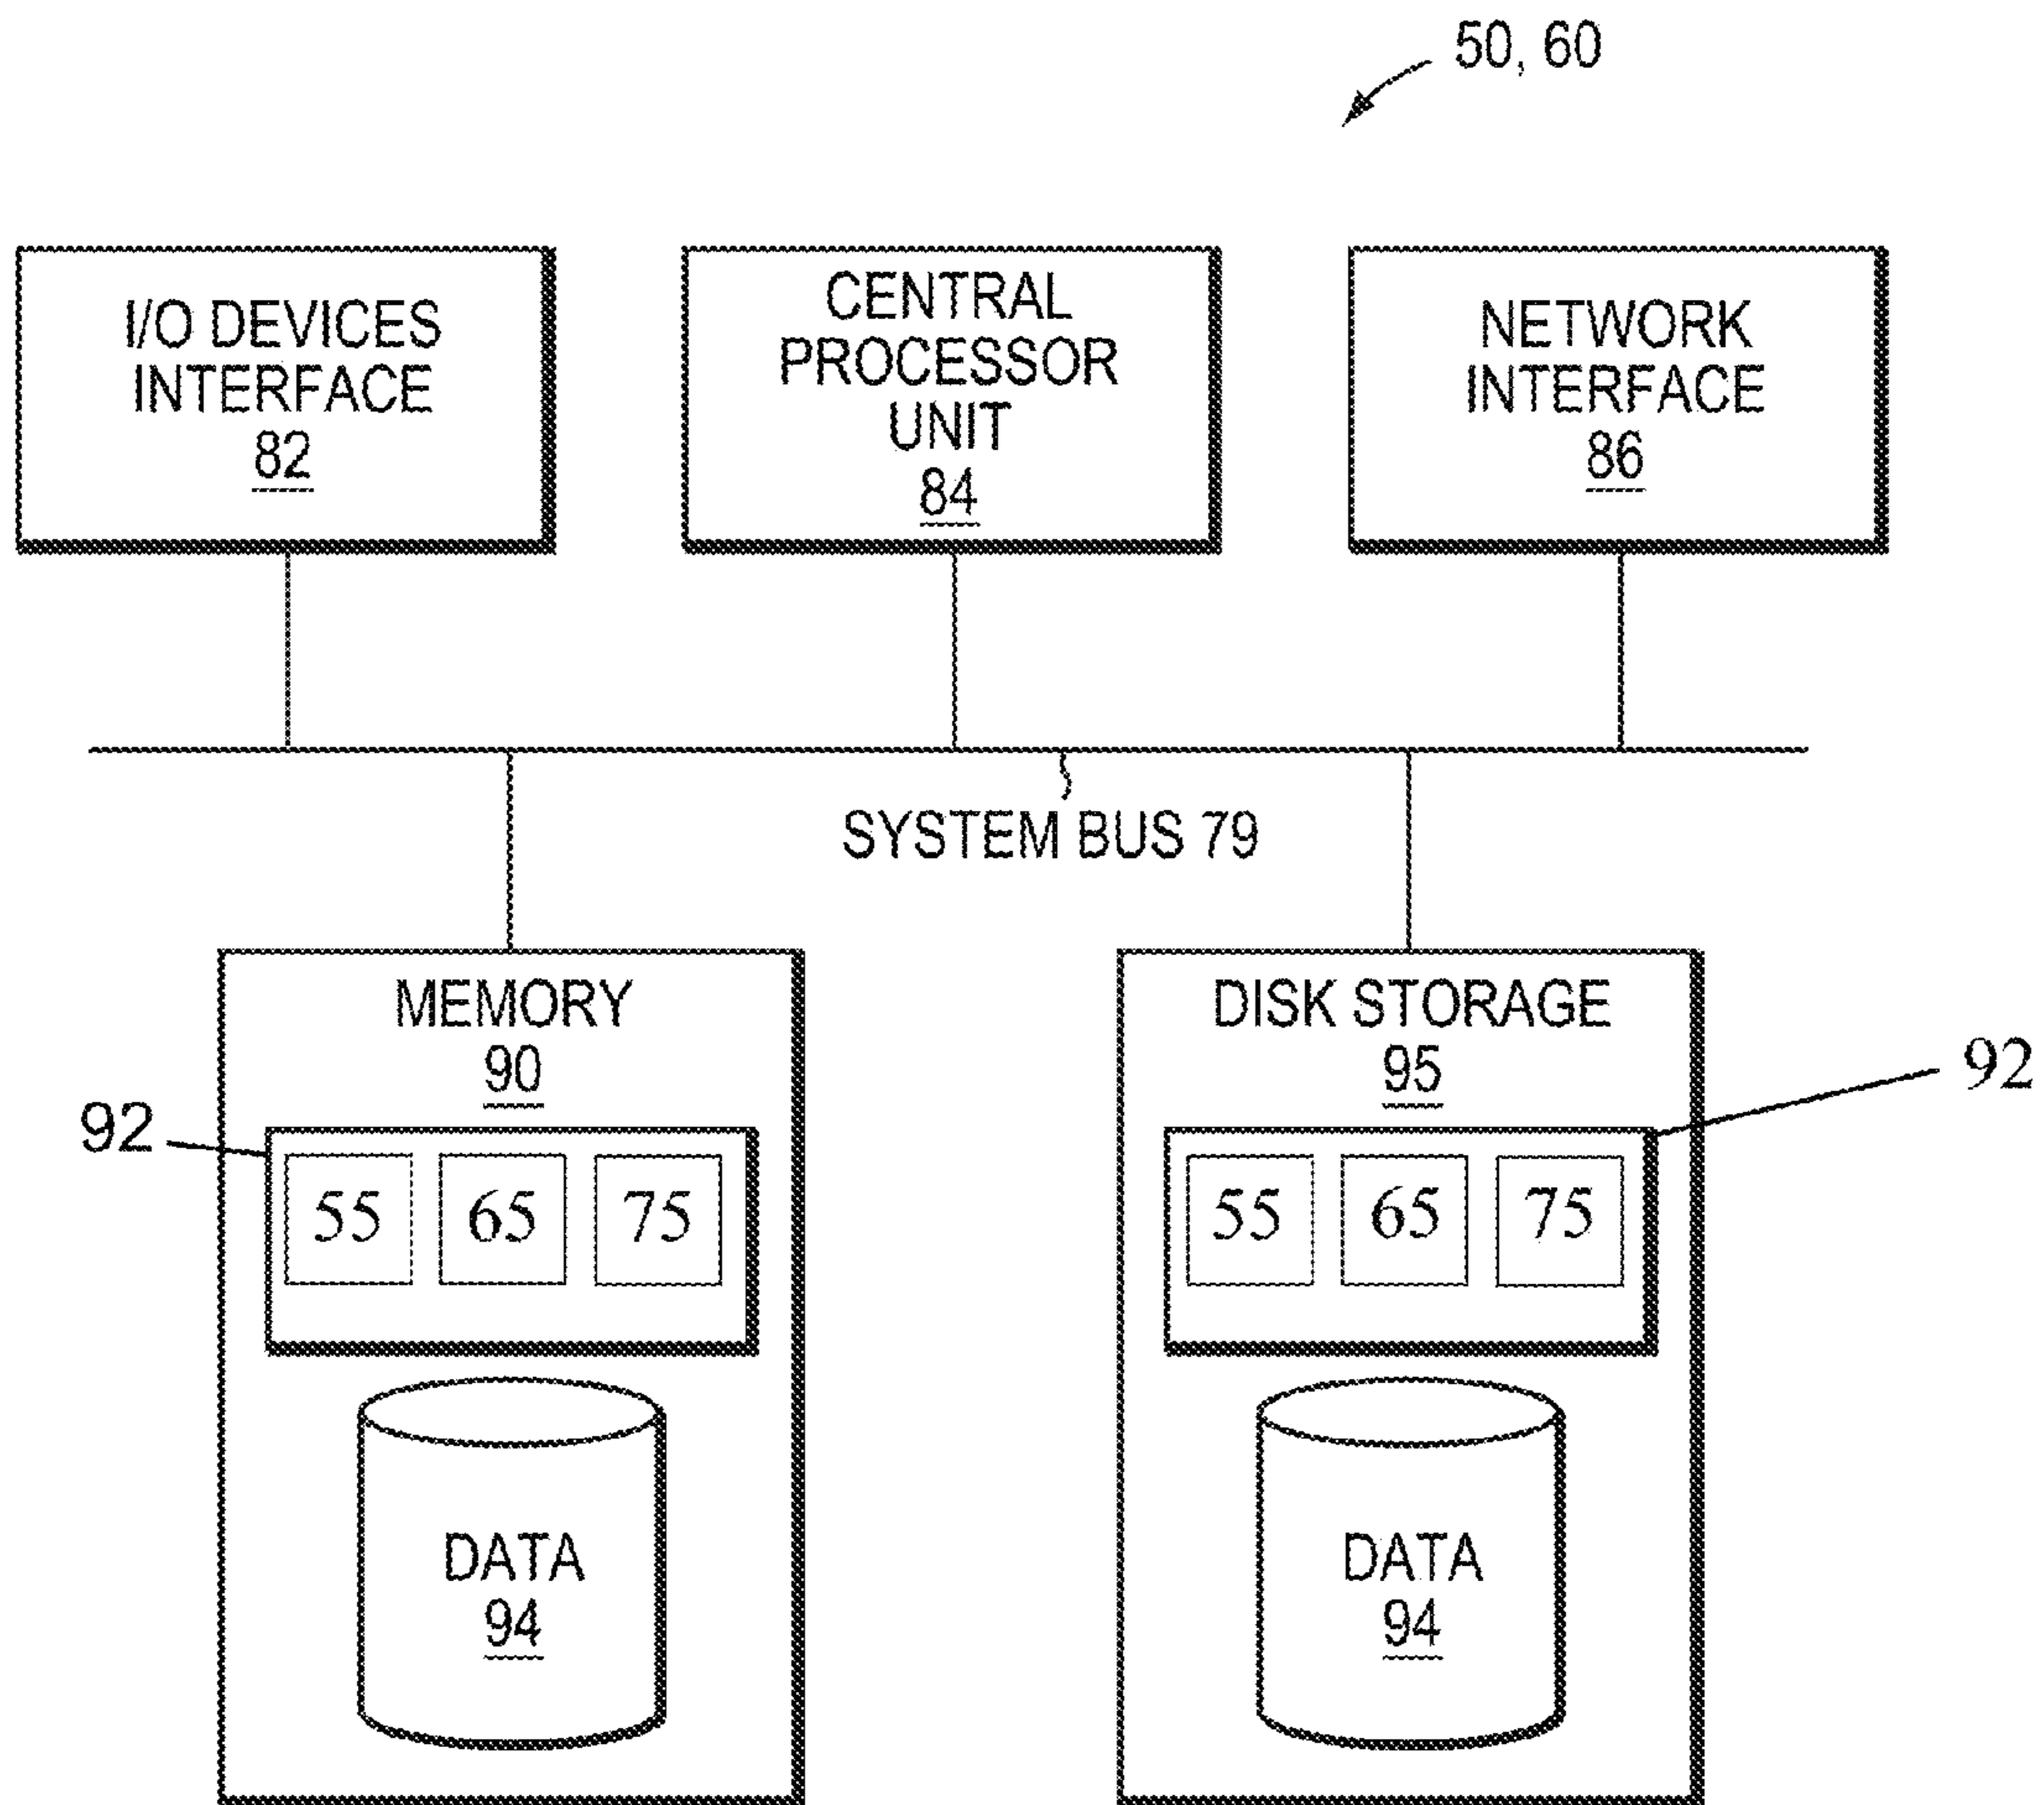 50, 60
I/O DEVICES
INTERFACE
82
CENTRAL
PROCESSOR
UNIT
84
NETWORK
INTERFACE
86
SYSTEM BUS 79
MEMORY
90
92
55 65 75
DATA
94
DISK STORAGE
95
92
55 65 75
DATA
94